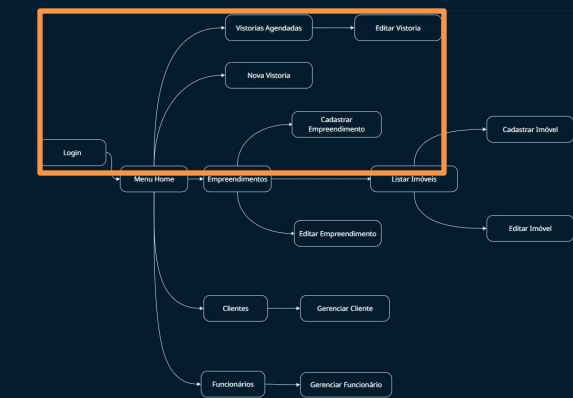 Vistorias Agendadas
Editar Vistoria
Nova Vistoria
Cadastrar
Empreendimento
Cadastrar Imóvel
Login
Menu Home
Empreendimentos
Listar Imóveis
Editar Empreendimento
Editar Imóvel
Clientes
Gerenciar Cliente
Funcionários
Gerenciar Funcionário